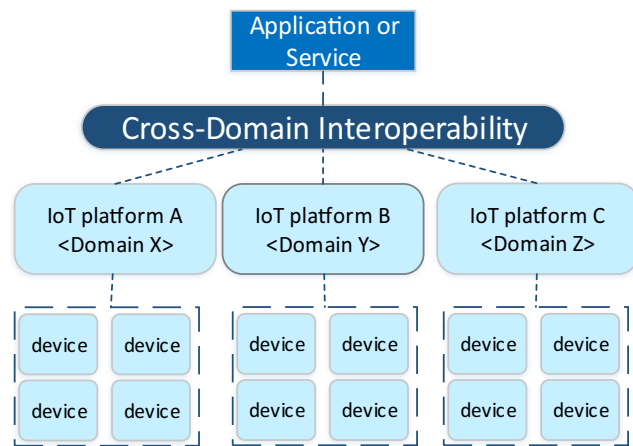 Application or
Service
Cross-Domain Interoperability
IoT platform A
<Domain X>
IoT platform B
<Domain Y>
IoT platform C
<Domain Z>
device device
device device
device device
device device
device device
device device